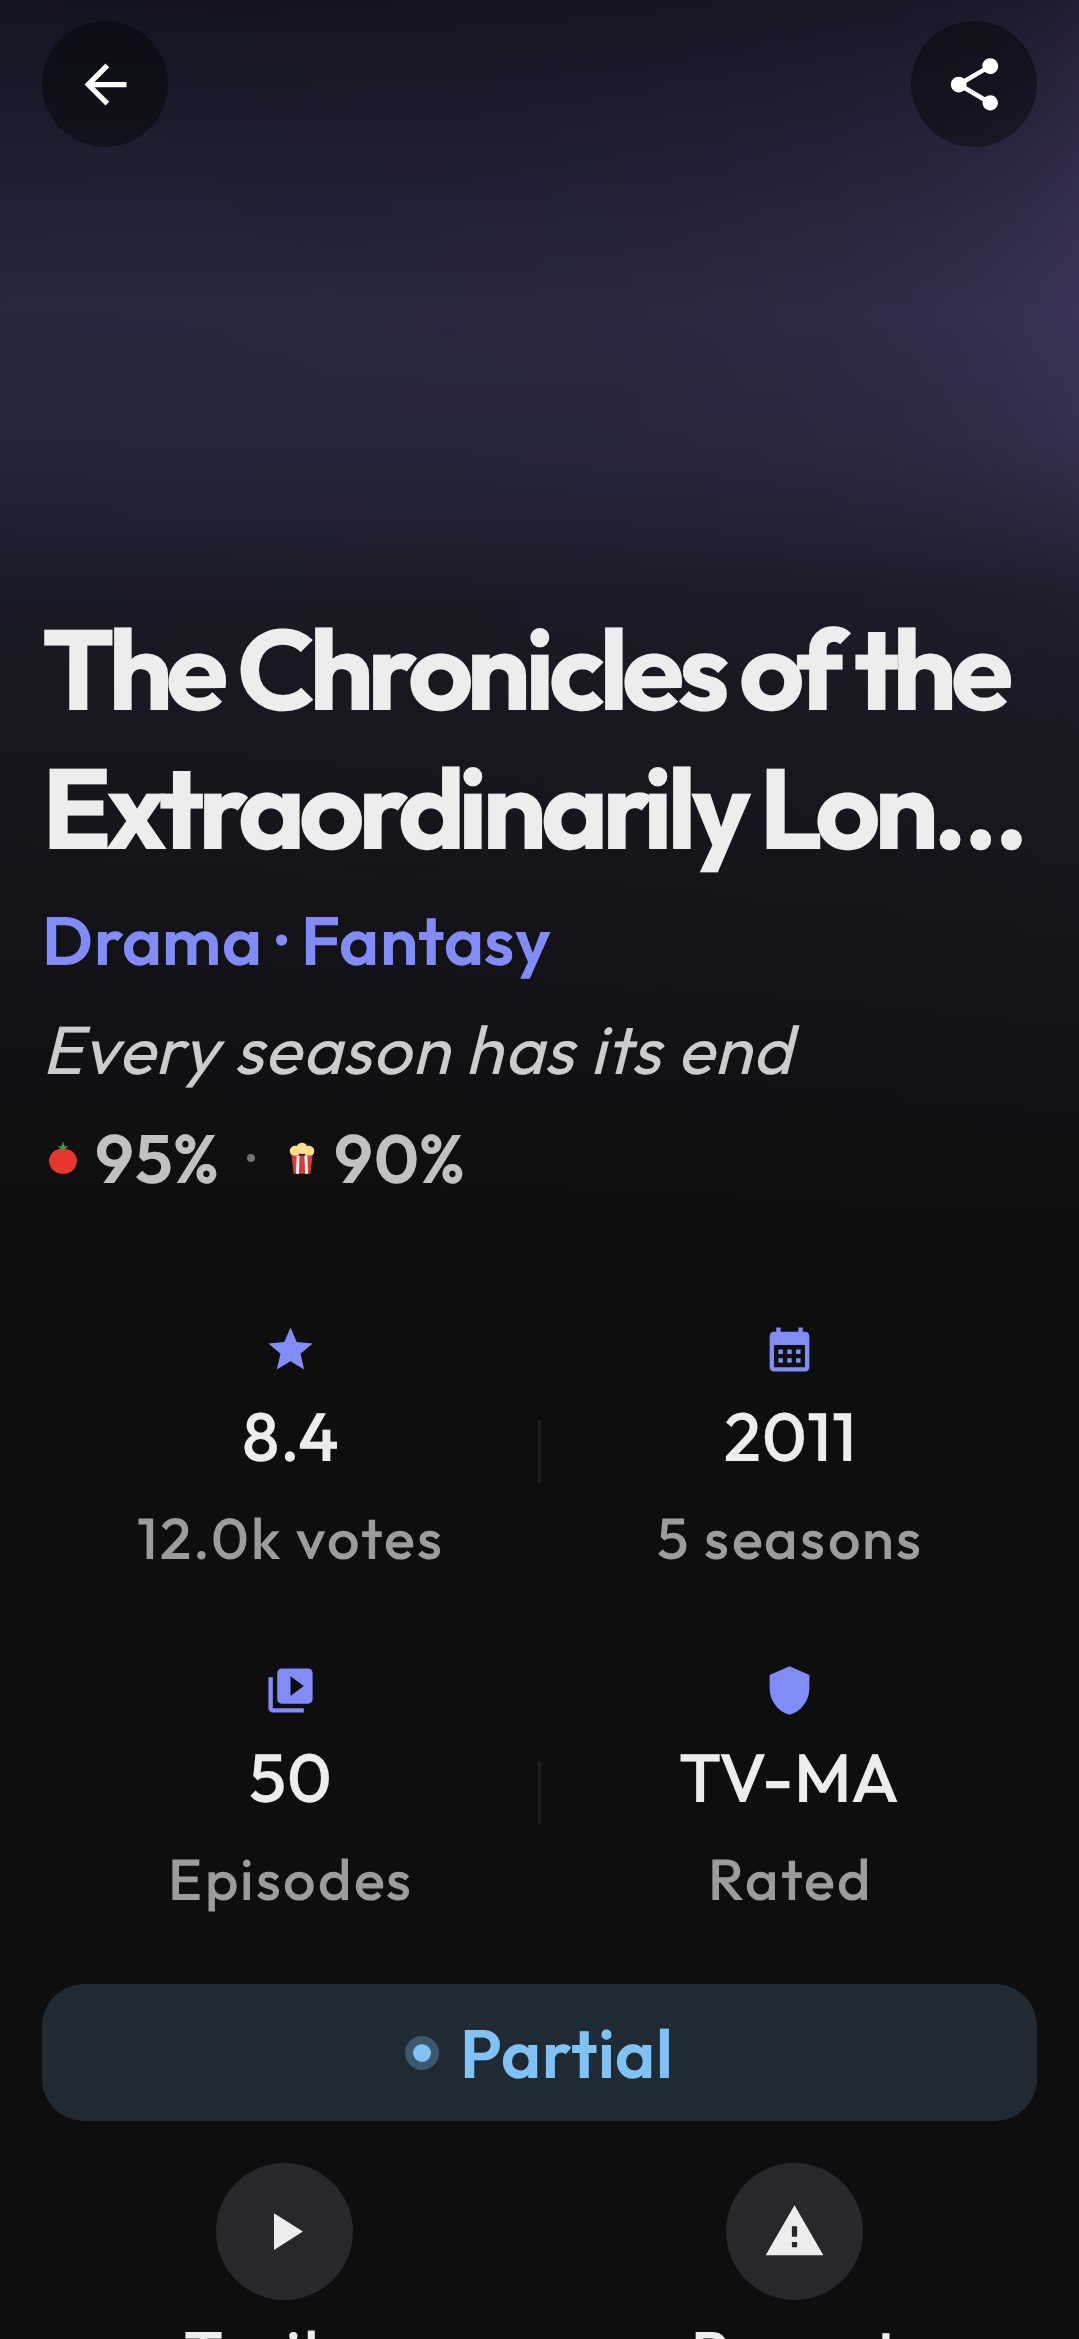 The Chronicles of the
Extraordinarily Lon...
Drama · Fantasy
Every season has its end
95% · 90%
8.4
12.0k votes
2011
5 seasons
50
Episodes
TV-MA
Rated
Partial